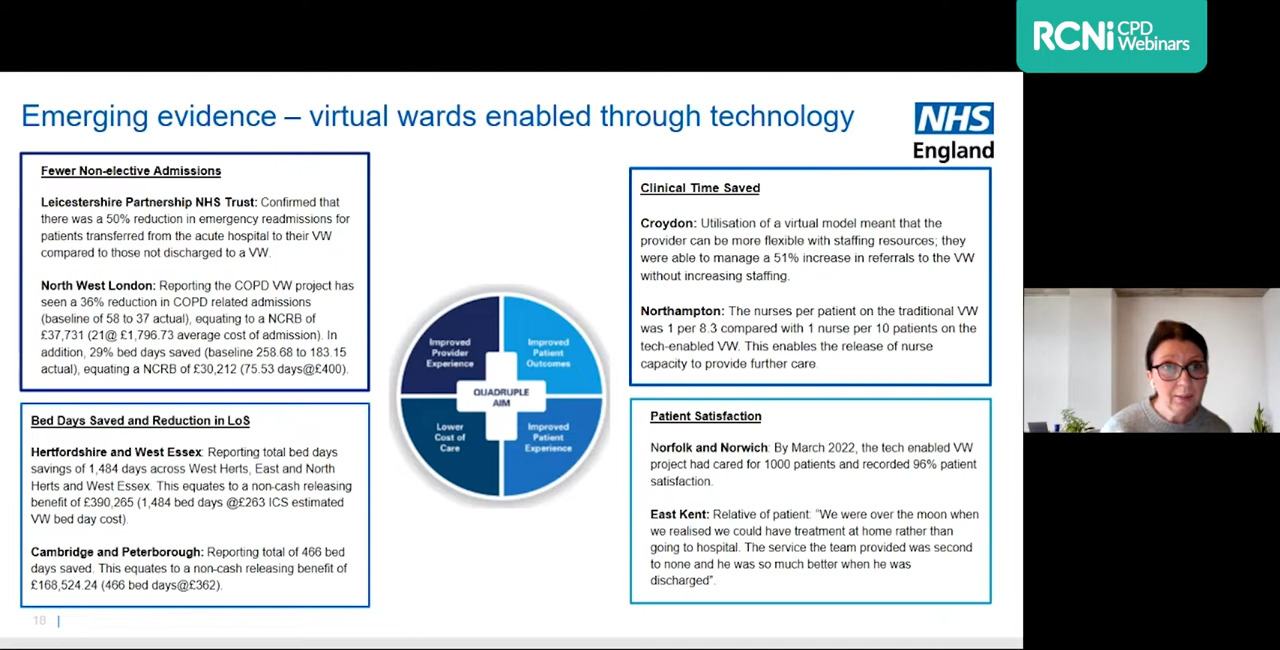 RCNi CPD
Webinars
Emerging evidence – virtual wards enabled through technology
NHS
England
Fewer Non-elective Admissions
Leicestershire Partnership NHS Trust: Confirmed that
there was a 50% reduction in emergency readmissions for
patients transferred from the acute hospital to their VW
compared to those not discharged to a VW.
North West London: Reporting the COPD VW project has
seen a 36% reduction in COPD related admissions
(baseline of 58 to 37 actual), equating to a NCRB of
£37,731 (21@ £1,796.73 average cost of admission). In
addition, 29% bed days saved (baseline 258.68 to 183.15
actual), equating a NCRB of £30,212 (75.53 days@£400).
Bed Days Saved and Reduction in LoS
Hertfordshire and West Essex: Reporting total bed days
savings of 1,484 days across West Herts, East and North
Herts and West Essex. This equates to a non-cash releasing
benefit of £390,265 (1,484 bed days @£263 ICS estimated
VW bed day cost).
Cambridge and Peterborough: Reporting total of 466 bed
days saved. This equates to a non-cash releasing benefit of
£168,524.24 (466 bed days@£362).
Improved
Provider
Experience
Improved
Patient
Outcomes
QUADRUPLE
AIM
Lower
Cost of
Care
Improved
Patient
Experience
Clinical Time Saved
Croydon: Utilisation of a virtual model meant that the
provider can be more flexible with staffing resources; they
were able to manage a 51% increase in referrals to the VW
without increasing staffing.
Northampton: The nurses per patient on the traditional VW
was 1 per 8.3 compared with 1 nurse per 10 patients on the
tech-enabled VW. This enables the release of nurse
capacity to provide further care.
Patient Satisfaction
Norfolk and Norwich: By March 2022, the tech enabled VW
project had cared for 1000 patients and recorded 96% patient
satisfaction.
East Kent: Relative of patient: “We were over the moon when
we realised we could have treatment at home rather than
going to hospital. The service the team provided was second
to none and he was so much better when he was
discharged”.
18 |